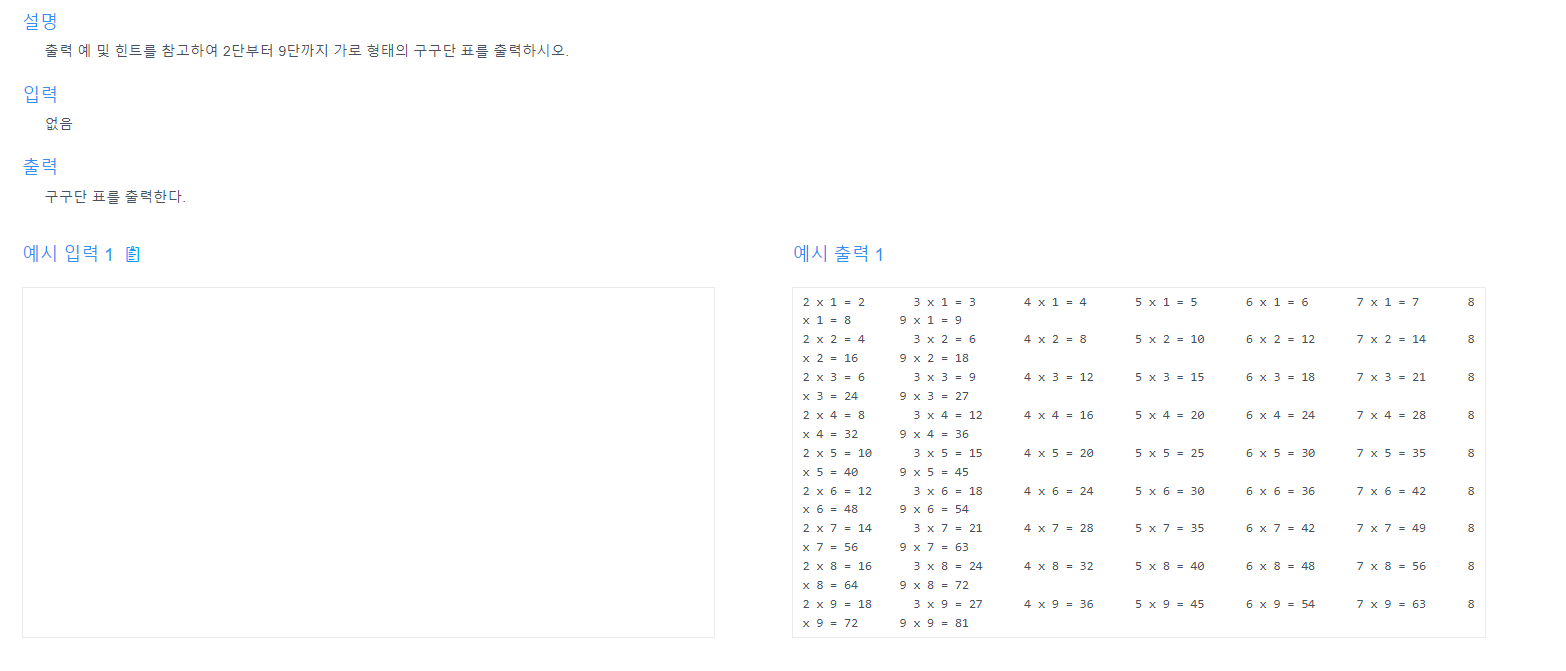 설명
출력 예 및 힌트를 참고하여 2단부터 9단까지 가로 형태의 구구단 표를 출력하시오.
입력
없음
출력
구구단 표를 출력한다.
예시 입력 1
예시 출력 1
2 x 1 = 2 3 x 1 = 3 4 x 1 = 4 5 x 1 = 5 6 x 1 = 6 7 x 1 = 7 8
x 1 = 8 9 x 1 = 9
2 x 2 = 4 3 x 2 = 6 4 x 2 = 8 5 x 2 = 10 6 x 2 = 12 7 x 2 = 14 8
x 2 = 16 9 x 2 = 18
2 x 3 = 6 3 x 3 = 9 4 x 3 = 12 5 x 3 = 15 6 x 3 = 18 7 x 3 = 21 8
x 3 = 24 9 x 3 = 27
2 x 4 = 8 3 x 4 = 12 4 x 4 = 16 5 x 4 = 20 6 x 4 = 24 7 x 4 = 28 8
x 4 = 32 9 x 4 = 36
2 x 5 = 10 3 x 5 = 15 4 x 5 = 20 5 x 5 = 25 6 x 5 = 30 7 x 5 = 35 8
x 5 = 40 9 x 5 = 45
2 x 6 = 12 3 x 6 = 18 4 x 6 = 24 5 x 6 = 30 6 x 6 = 36 7 x 6 = 42 8
x 6 = 48 9 x 6 = 54
2 x 7 = 14 3 x 7 = 21 4 x 7 = 28 5 x 7 = 35 6 x 7 = 42 7 x 7 = 49 8
x 7 = 56 9 x 7 = 63
2 x 8 = 16 3 x 8 = 24 4 x 8 = 32 5 x 8 = 40 6 x 8 = 48 7 x 8 = 56 8
x 8 = 64 9 x 8 = 72
2 x 9 = 18 3 x 9 = 27 4 x 9 = 36 5 x 9 = 45 6 x 9 = 54 7 x 9 = 63 8
x 9 = 72 9 x 9 = 81